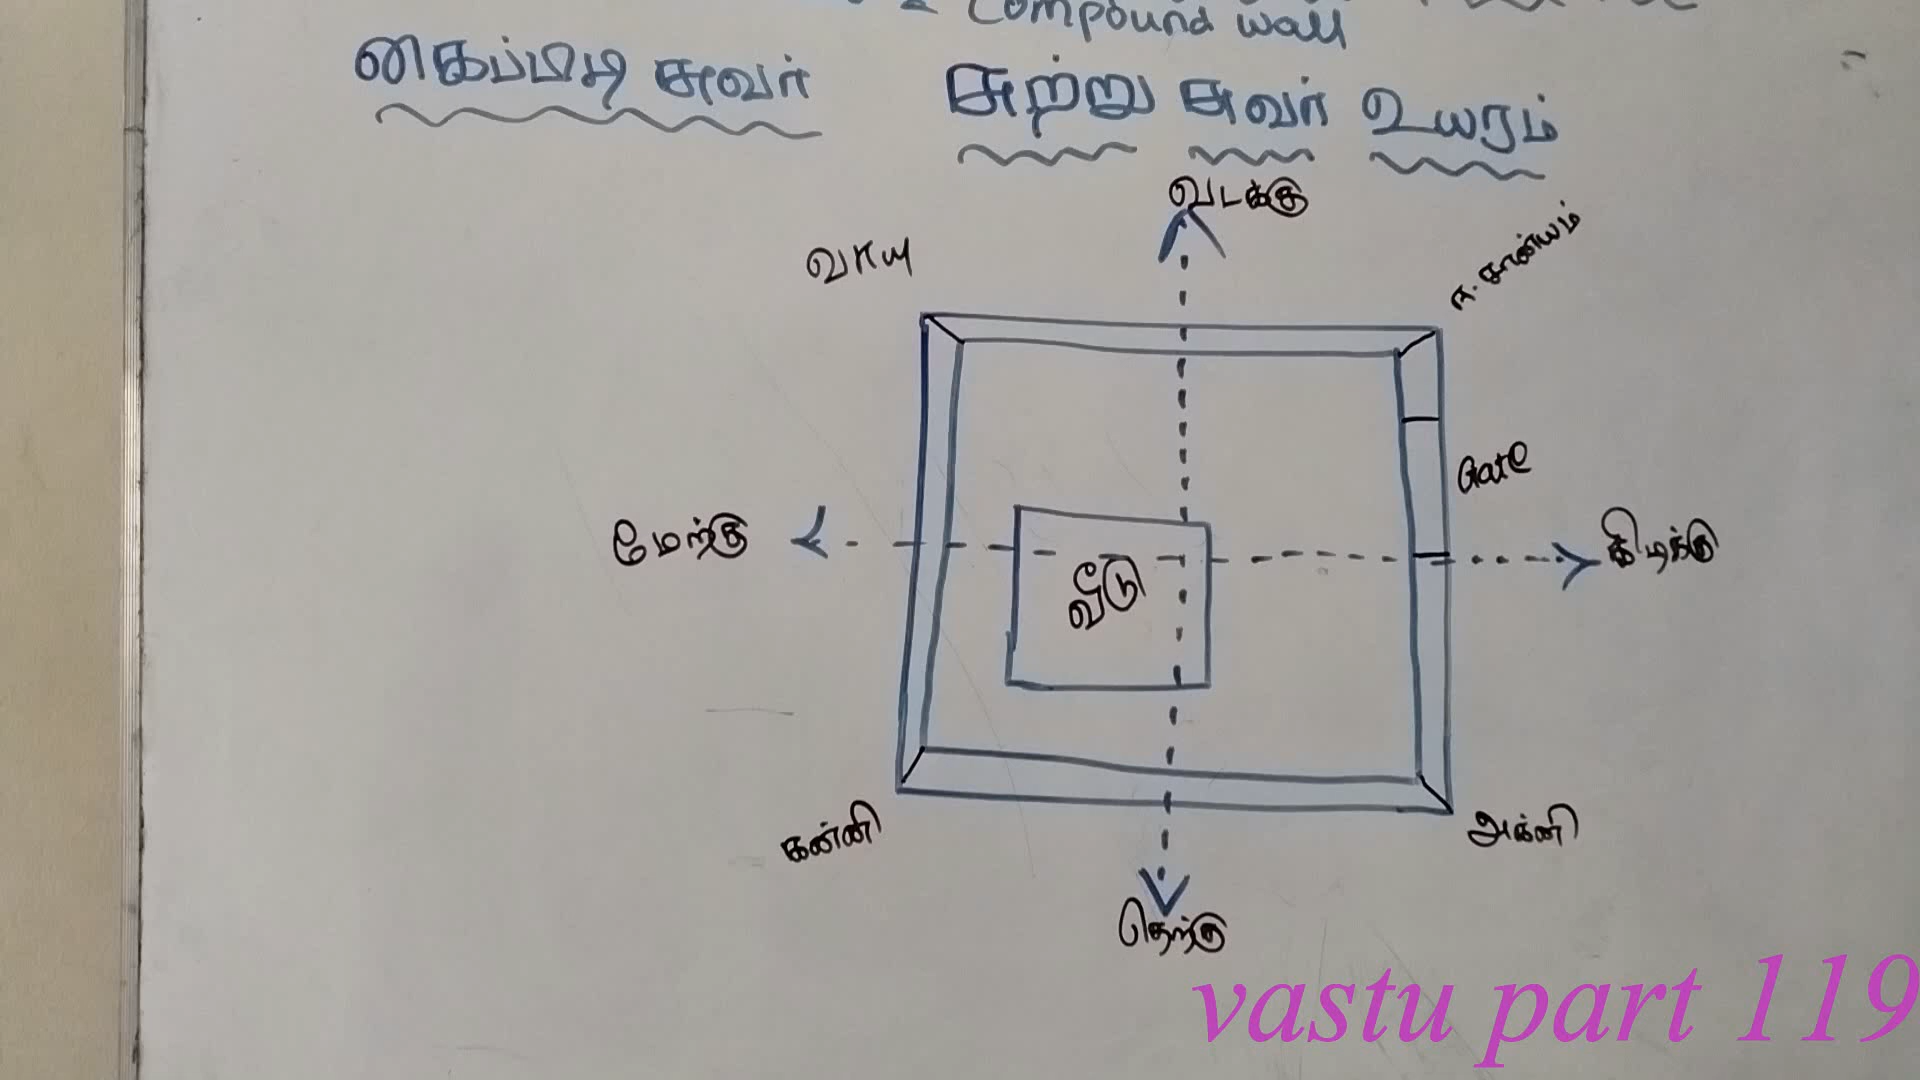 Compound wall
கைப்பிடி சுவர் சுற்று சுவர் உயரம்
வடக்கு
வாயு
ஈசான்யம்
Gate
மேற்கு
கிழக்கு
வீடு
கன்னி
அக்னி
தெற்கு
vastu part 119